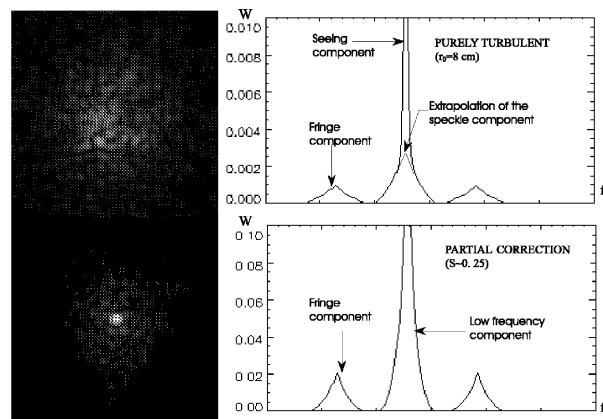 W
0.010
0.008
0.006
0.004
0.002
0.000
Seeing
component
PURELY TURBULENT
(r₀=8 cm)
Extrapolation of the
speckle component
Fringe
component
f
W
0 10
0.08
0.06
0.04
0.02
0 00
PARTIAL CORRECTION
(S~0. 25)
Fringe
component
Low frequency
component
f